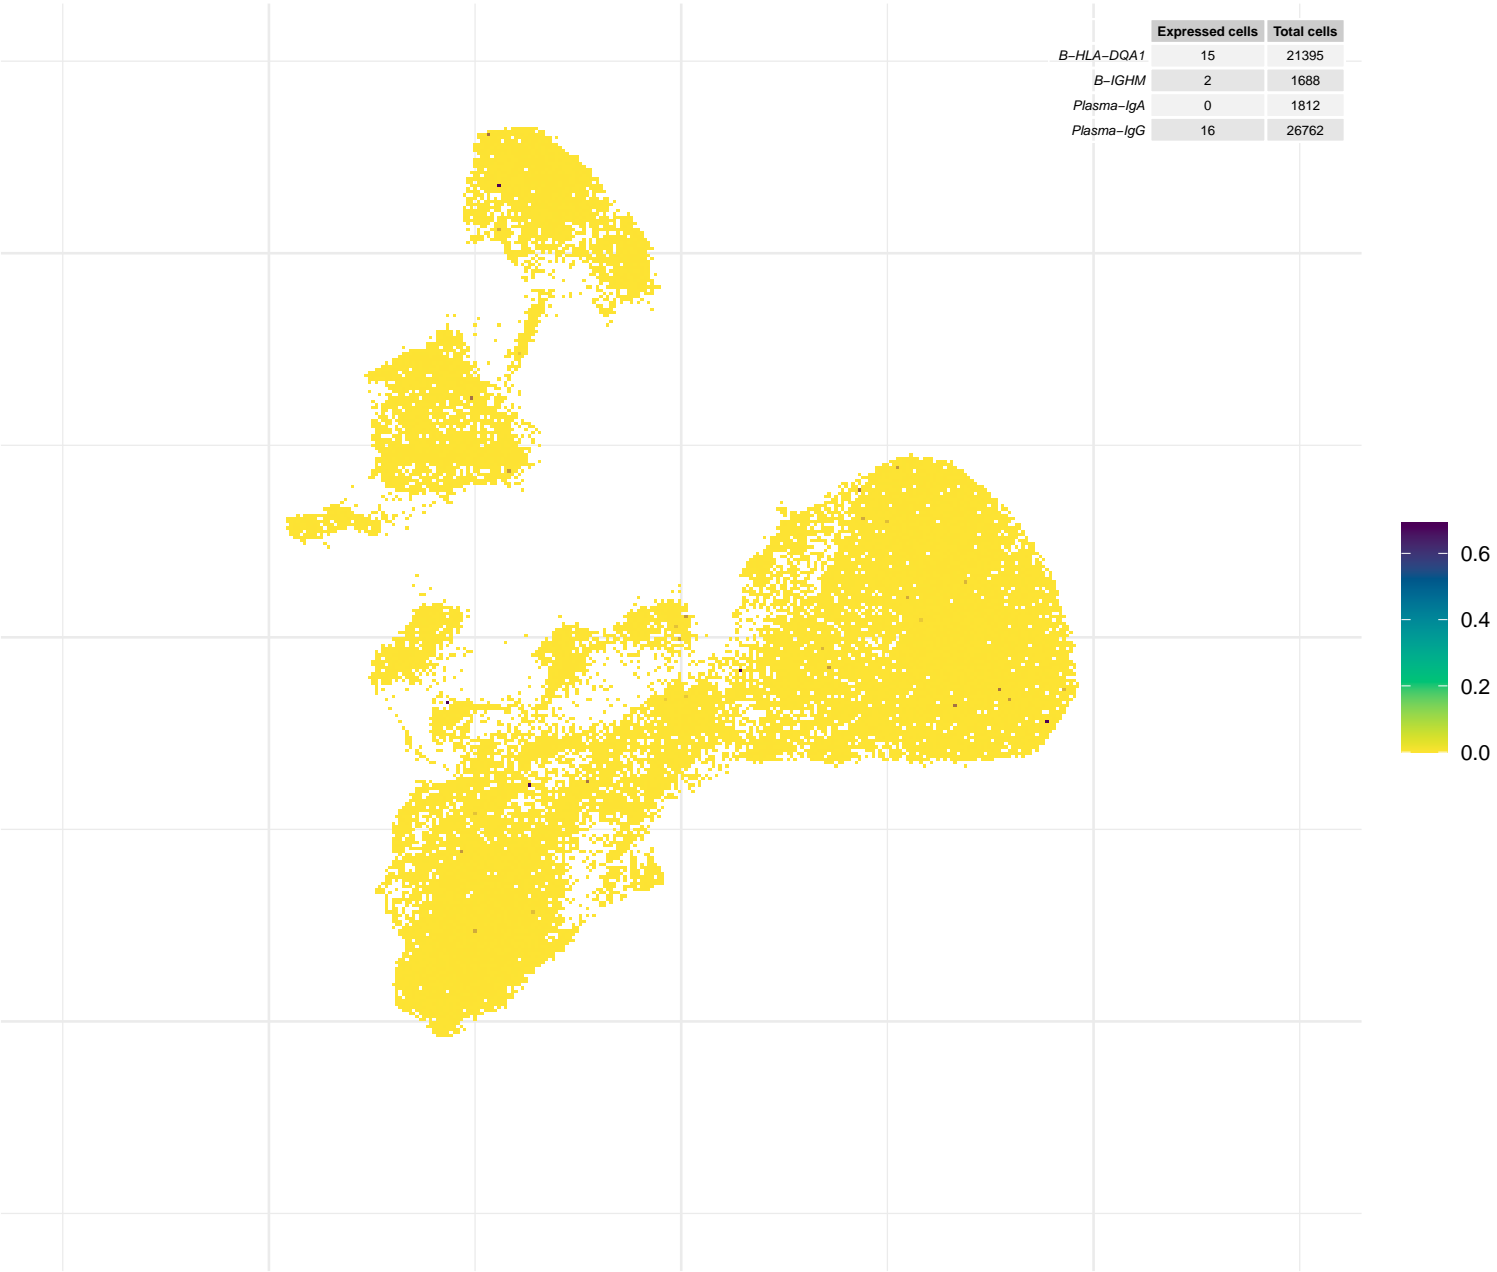 Expressed cells Total cells
B−HLA−DQA1 15 21395
B−IGHM 2 1688
Plasma−IgA 0 1812
Plasma−IgG 16 26762
0.6
0.4
0.2
0.0